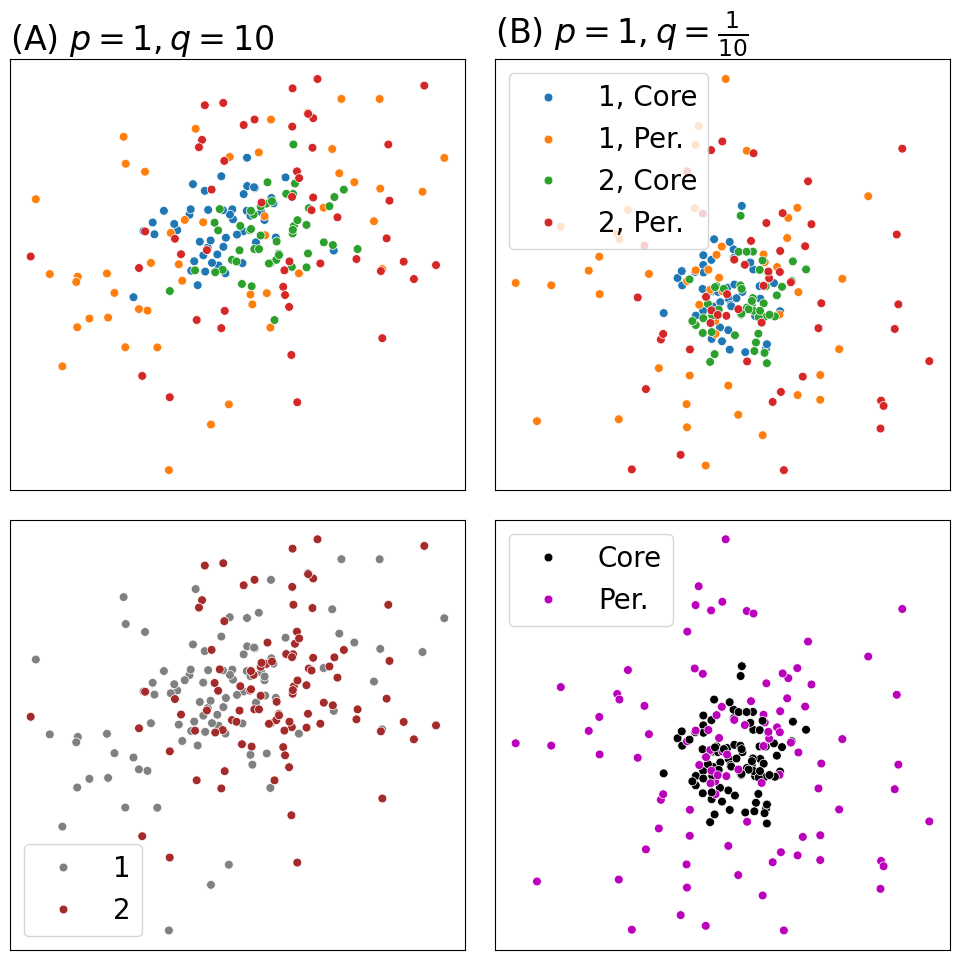 (A) p = 1, q = 10
(B) p = 1, q = 1/10
1, Core
1, Per.
2, Core
2, Per.
1
2
Core
Per.